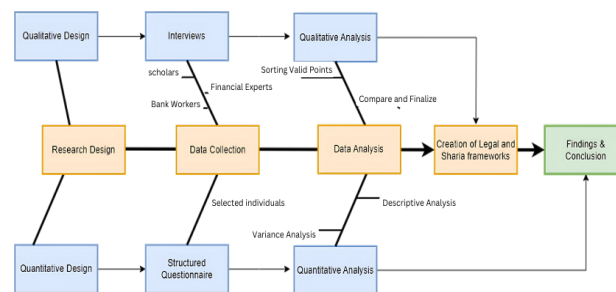 Qualitative Design
Interviews
Qualitative Analysis
scholars
Sorting Valid Points
Financial Experts
Bank Workers
Compare and Finalize
Research Design
Data Collection
Data Analysis
Creation of Legal and
Sharia frameworks
Findings &
Conclusion
Selected individuals
Descriptive Analysis
Variance Analysis
Quantitative Design
Structured
Questionnaire
Quantitative Analysis